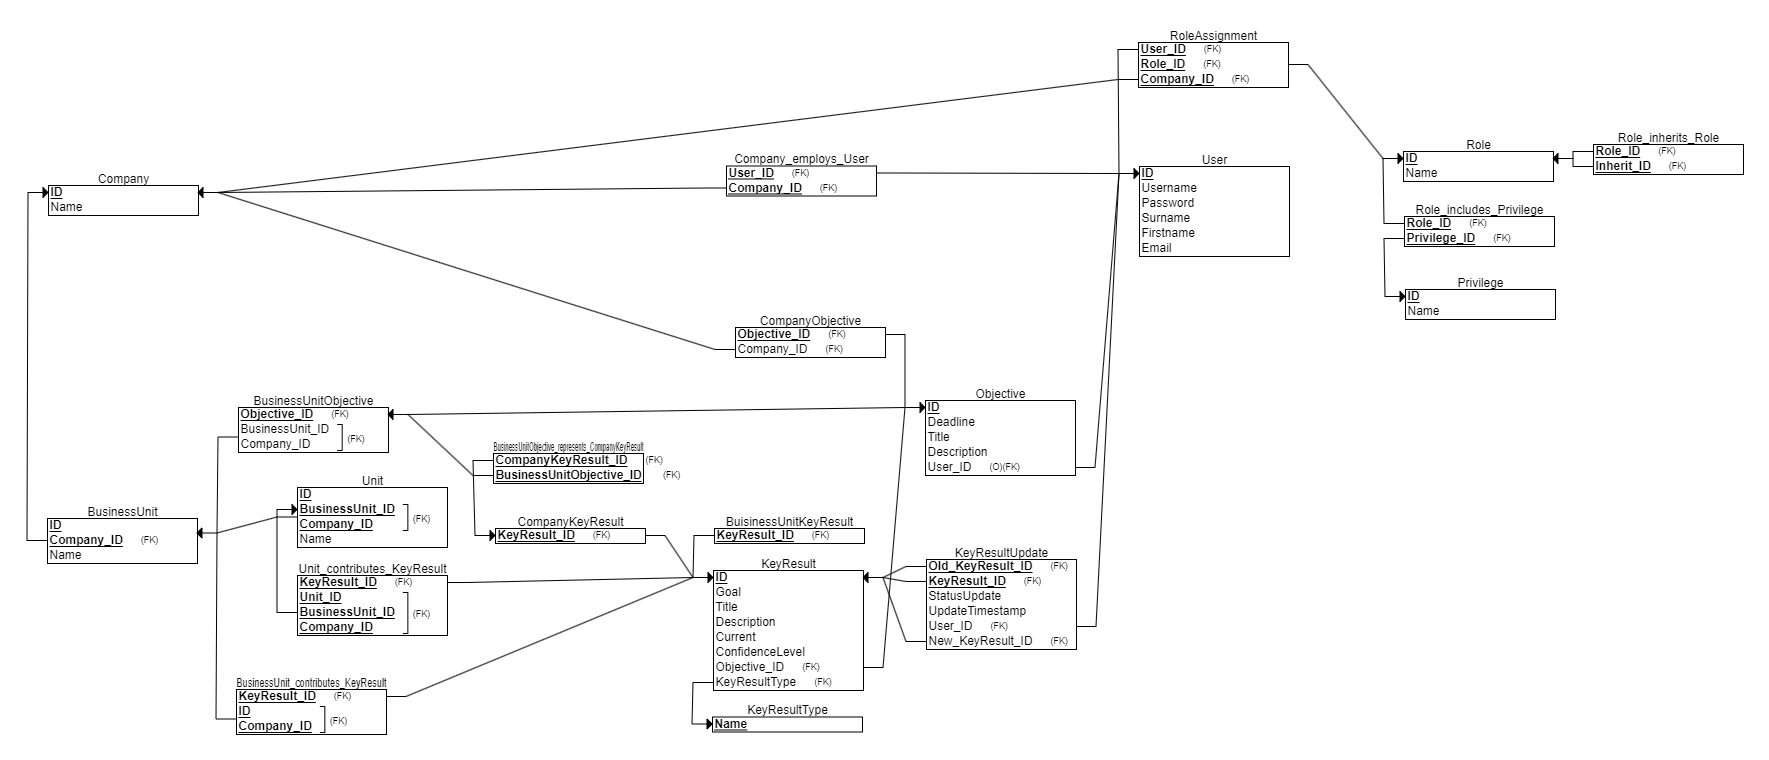 RoleAssignment
User_ID (FK)
Role_ID (FK)
Company_ID (FK)
Role_inherits_Role
Role_ID (FK)
Inherit_ID (FK)
Role
ID
Name
Company_employs_User
User_ID (FK)
Company_ID (FK)
User
ID
Username
Password
Surname
Firstname
Email
Company
ID
Name
Role_includes_Privilege
Role_ID (FK)
Privilege_ID (FK)
Privilege
ID
Name
CompanyObjective
Objective_ID (FK)
Company_ID (FK)
Objective
ID
Deadline
Title
Description
User_ID (O)(FK)
BusinessUnitObjective
Objective_ID (FK)
BusinessUnit_ID
Company_ID
(FK)
BusinessUnitObjective_represents_CompanyKeyResult
CompanyKeyResult_ID (FK)
BusinessUnitObjective_ID (FK)
Unit
ID
BusinessUnit_ID
Company_ID
(FK)
Name
BusinessUnit
ID
Company_ID (FK)
Name
CompanyKeyResult
KeyResult_ID (FK)
BuisinessUnitKeyResult
KeyResult_ID (FK)
KeyResultUpdate
Old_KeyResult_ID (FK)
KeyResult_ID (FK)
StatusUpdate
UpdateTimestamp
User_ID (FK)
New_KeyResult_ID (FK)
KeyResult
ID
Goal
Title
Description
Current
ConfidenceLevel
Objective_ID (FK)
KeyResultType (FK)
Unit_contributes_KeyResult
KeyResult_ID (FK)
Unit_ID
BusinessUnit_ID
Company_ID
(FK)
BusinessUnit_contributes_KeyResult
KeyResult_ID (FK)
ID
Company_ID
(FK)
KeyResultType
Name